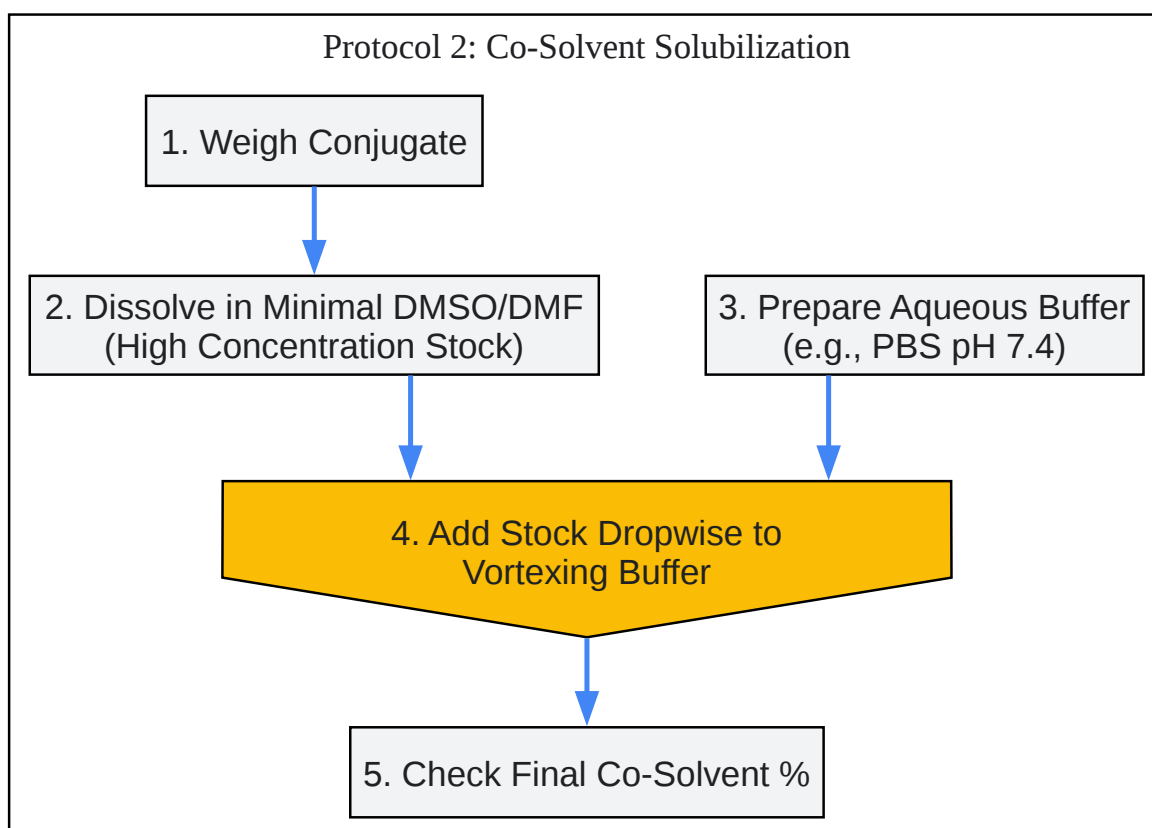 Protocol 2: Co-Solvent Solubilization
1. Weigh Conjugate
2. Dissolve in Minimal DMSO/DMF
(High Concentration Stock)
3. Prepare Aqueous Buffer
(e.g., PBS pH 7.4)
4. Add Stock Dropwise to
Vortexing Buffer
5. Check Final Co-Solvent %